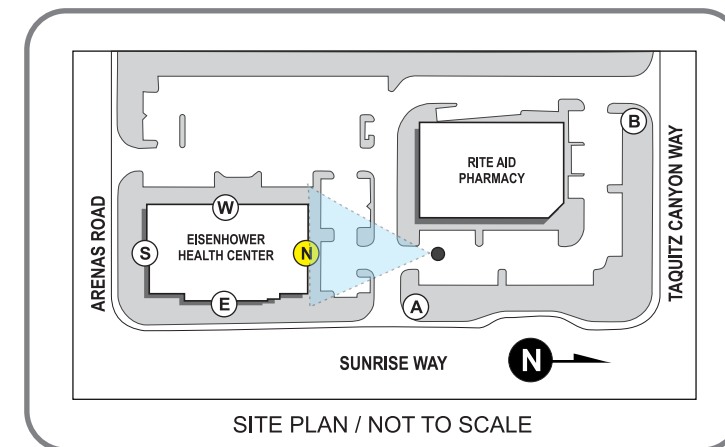 B
RITE AID
PHARMACY
TAQUITZ CANYON WAY
ARENAS ROAD
W
EISENHOWER
HEALTH CENTER
S
N
E
A
SUNRISE WAY
N
SITE PLAN / NOT TO SCALE